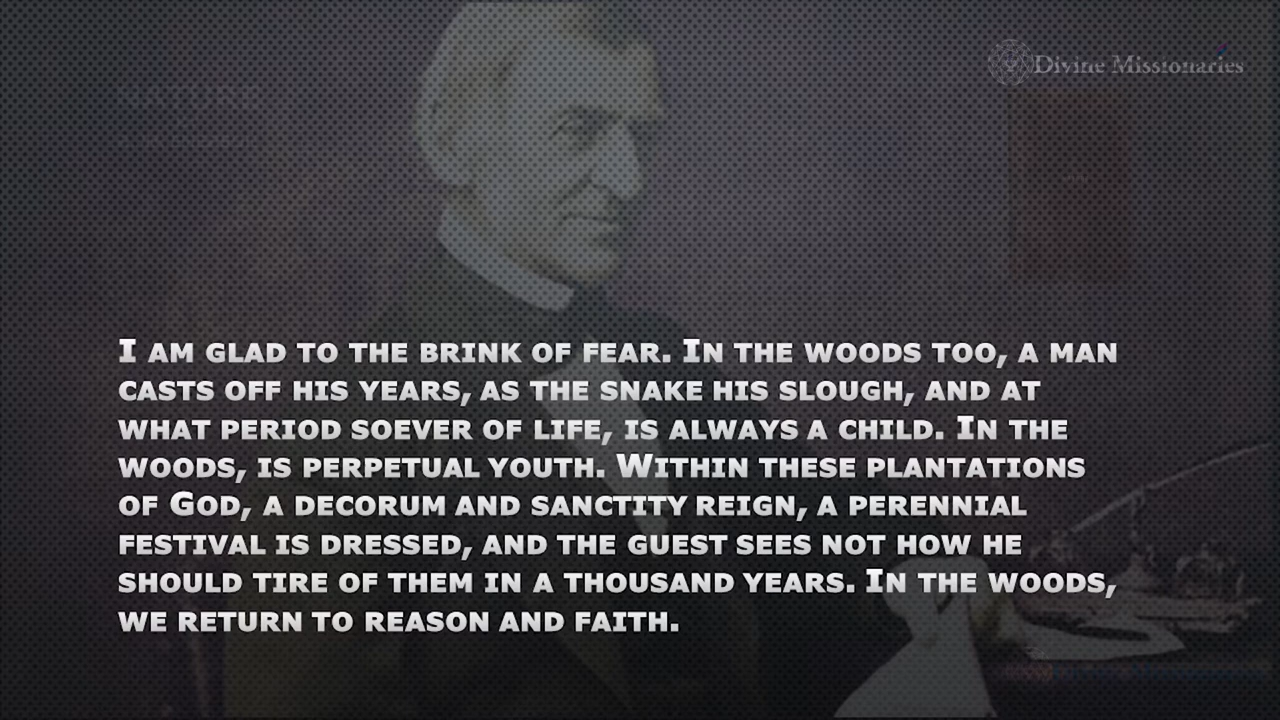 Divine Missionaries
I AM GLAD TO THE BRINK OF FEAR. IN THE WOODS TOO, A MAN
CASTS OFF HIS YEARS, AS THE SNAKE HIS SLOUGH, AND AT
WHAT PERIOD SOEVER OF LIFE, IS ALWAYS A CHILD. IN THE
WOODS, IS PERPETUAL YOUTH. WITHIN THESE PLANTATIONS
OF GOD, A DECORUM AND SANCTITY REIGN, A PERENNIAL
FESTIVAL IS DRESSED, AND THE GUEST SEES NOT HOW HE
SHOULD TIRE OF THEM IN A THOUSAND YEARS. IN THE WOODS,
WE RETURN TO REASON AND FAITH.